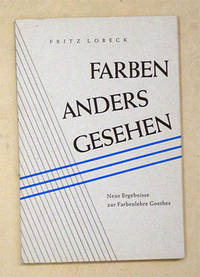 FRITZ LOBECK
FARBEN
ANDERS
GESEHEN
Neue Ergebnisse
zur Farbenlehre Goethes